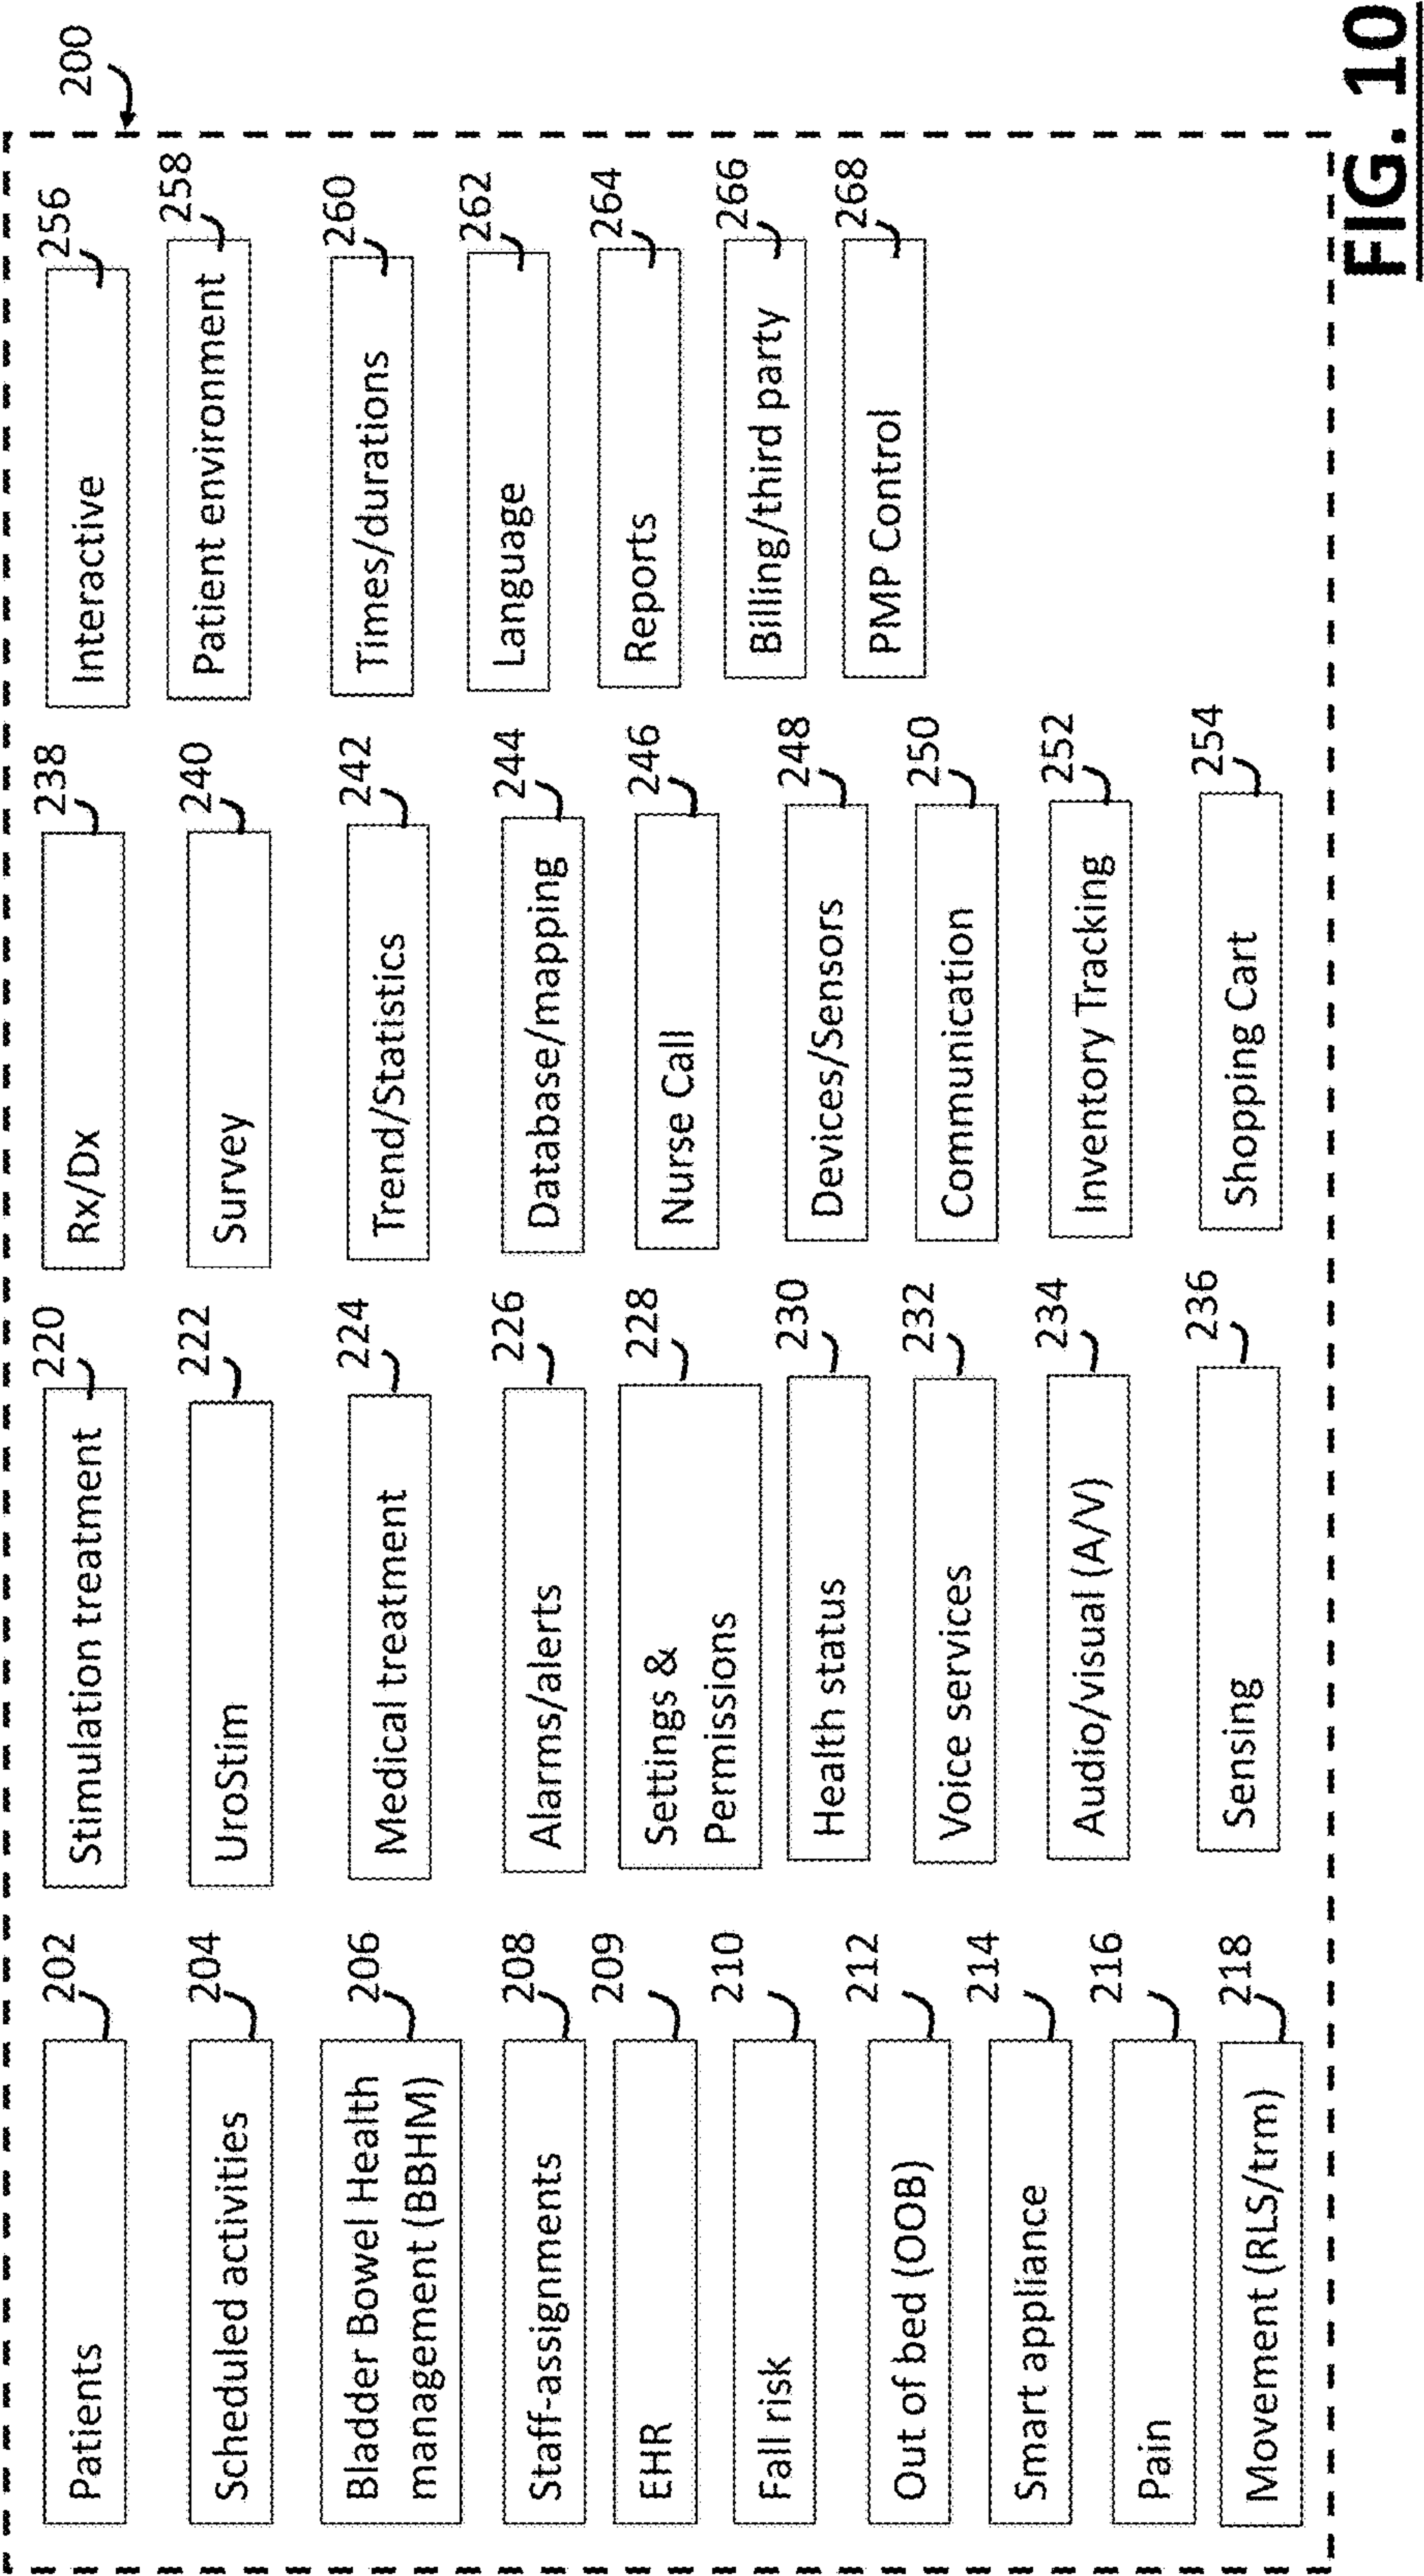 200
Patients 202
Scheduled activities 204
Bladder Bowel Health
management (BBHM) 206
Staff-assignments 208
EHR 209
Fall risk 210
Out of bed (OOB) 212
Smart appliance 214
Pain 216
Movement (RLS/trm) 218
Stimulation treatment 220
UroStim 222
Medical treatment 224
Alarms/alerts 226
Settings &
Permissions 228
Health status 230
Voice services 232
Audio/visual (A/V) 234
Sensing 236
Rx/Dx 238
Survey 240
Trend/Statistics 242
Database/mapping 244
Nurse Call 246
Devices/Sensors 248
Communication 250
Inventory Tracking 252
Shopping Cart 254
Interactive 256
Patient environment 258
Times/durations 260
Language 262
Reports 264
Billing/third party 266
PMP Control 268
FIG. 10